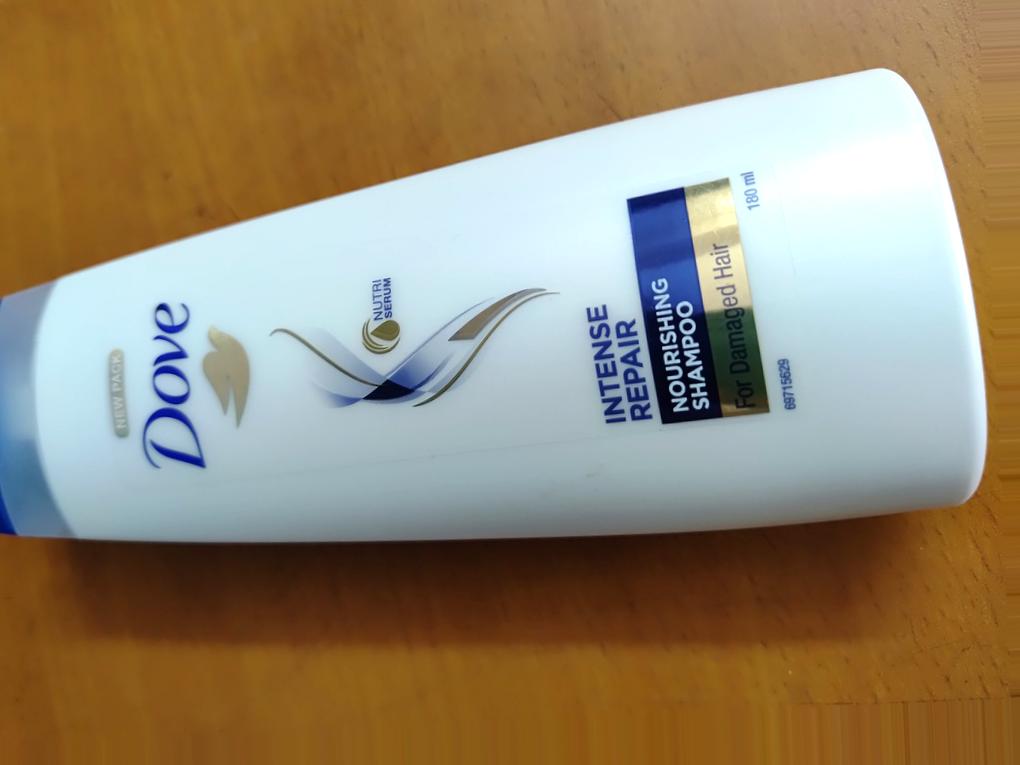 NEW PACK
Dove
NUTRI
SERUM
INTENSE
REPAIR
NOURISHING
SHAMPOO
For Damaged Hair
69715629
180 ml